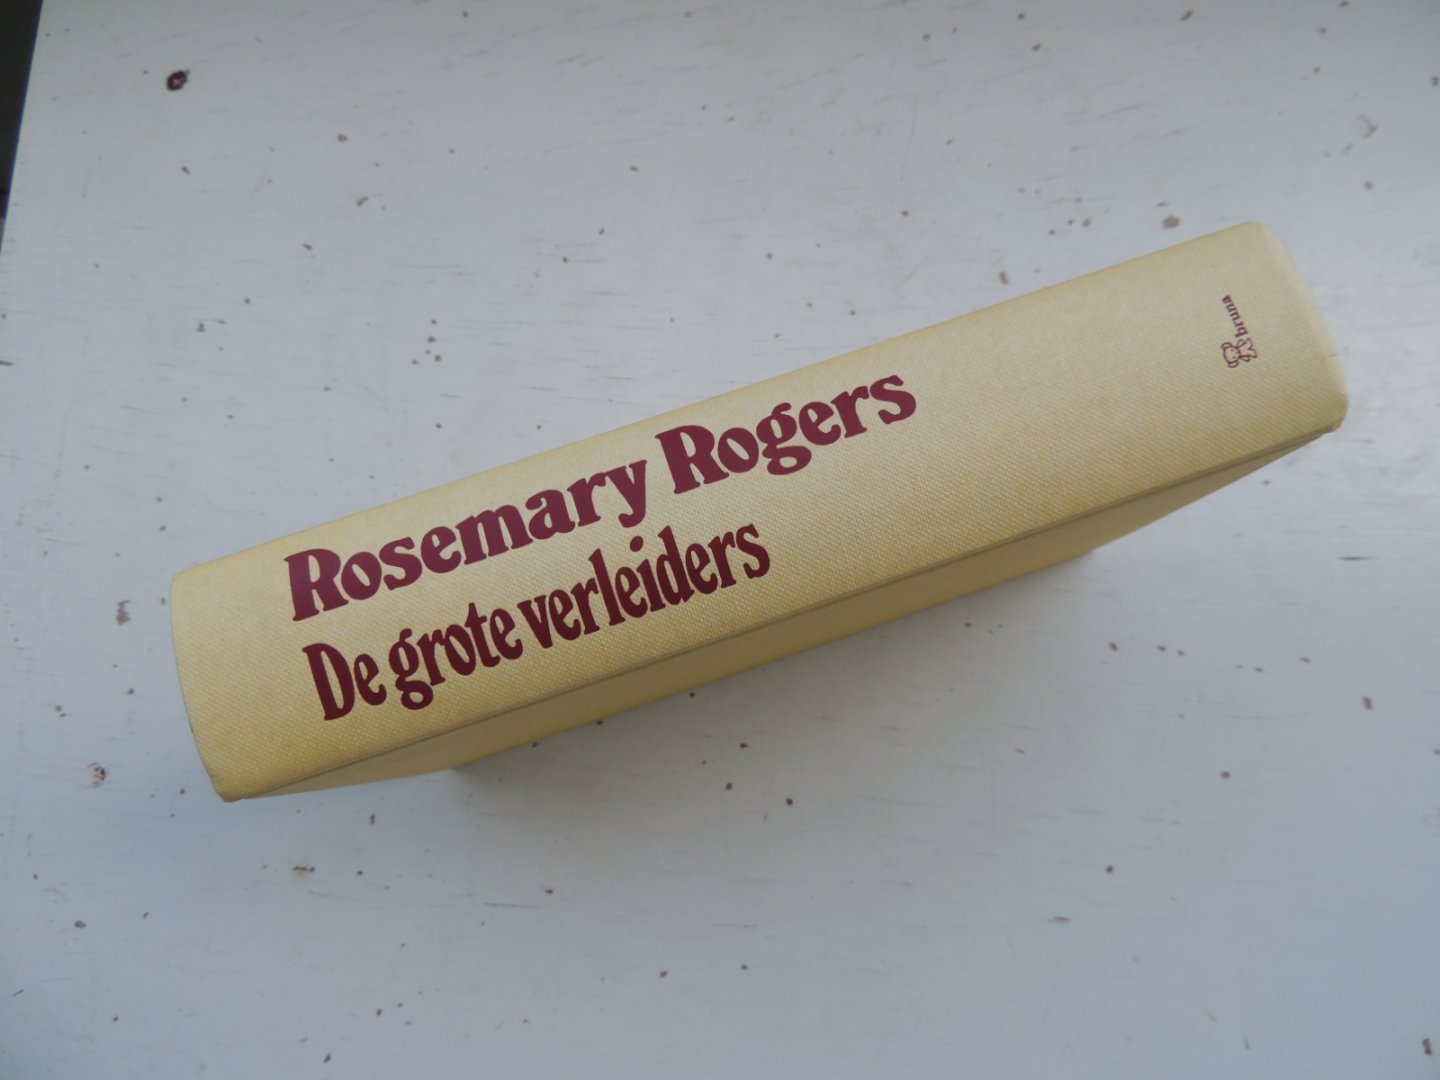 Rosemary Rogers
De grote verleiders
bruna